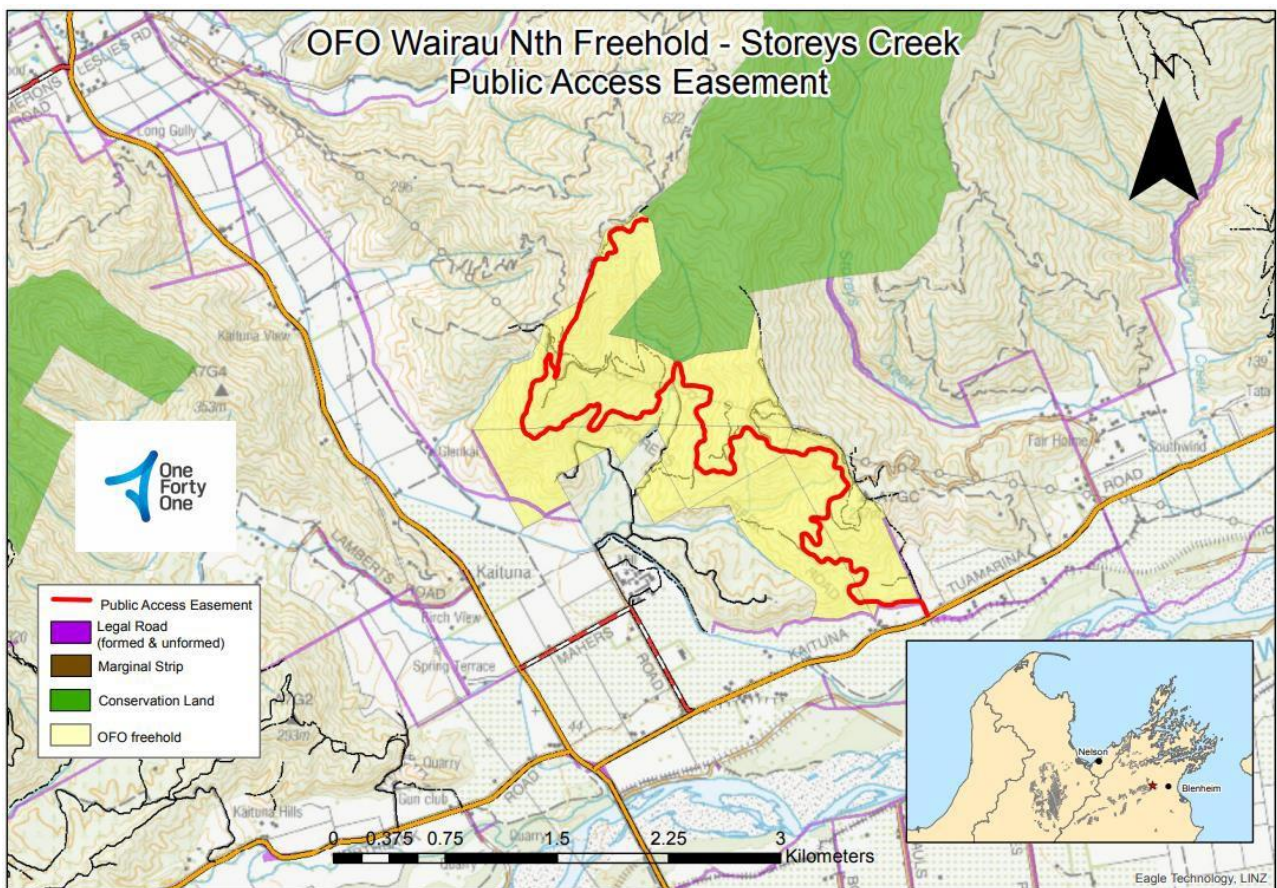 OFO Wairau Nth Freehold - Storeys Creek
Public Access Easement
N
LESLIES RD
ROAD
Long Gully
622
296
Kaituna View
A7G4
353m
Glenkai
Creek
Creek
139
Fair Holme
Southwind
ROAD
TUAMARINA
KAITUNA
One
Forty
One
LAMBERTS
ROAD
Kaituna
Birch View
Spring Terrace
MAHERS
ROAD
44
293m
Quarry
Gun club
ROAD
Kaituna Hills
Quarry
Public Access Easement
Legal Road
(formed & unformed)
Marginal Strip
Conservation Land
OFO freehold
0 0.375 0.75 1.5 2.25 3
Kilometers
Nelson
Blenheim
Eagle Technology, LINZ